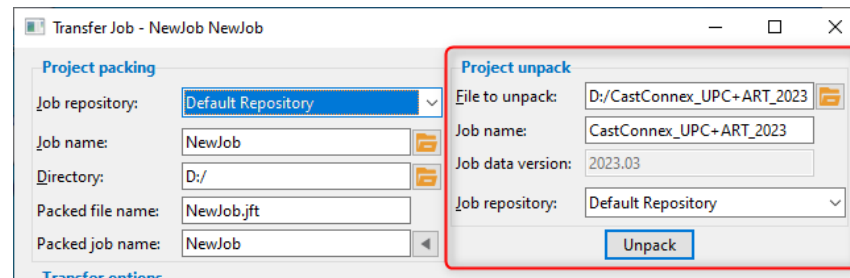 Transfer Job - NewJob NewJob
Project packing
Job repository: Default Repository
Job name: NewJob
Directory: D:/
Packed file name: NewJob.jft
Packed job name: NewJob
Transfer options
Project unpack
File to unpack: D:/CastConnex_UPC+ART_2023
Job name: CastConnex_UPC+ART_2023
Job data version: 2023.03
Job repository: Default Repository
Unpack